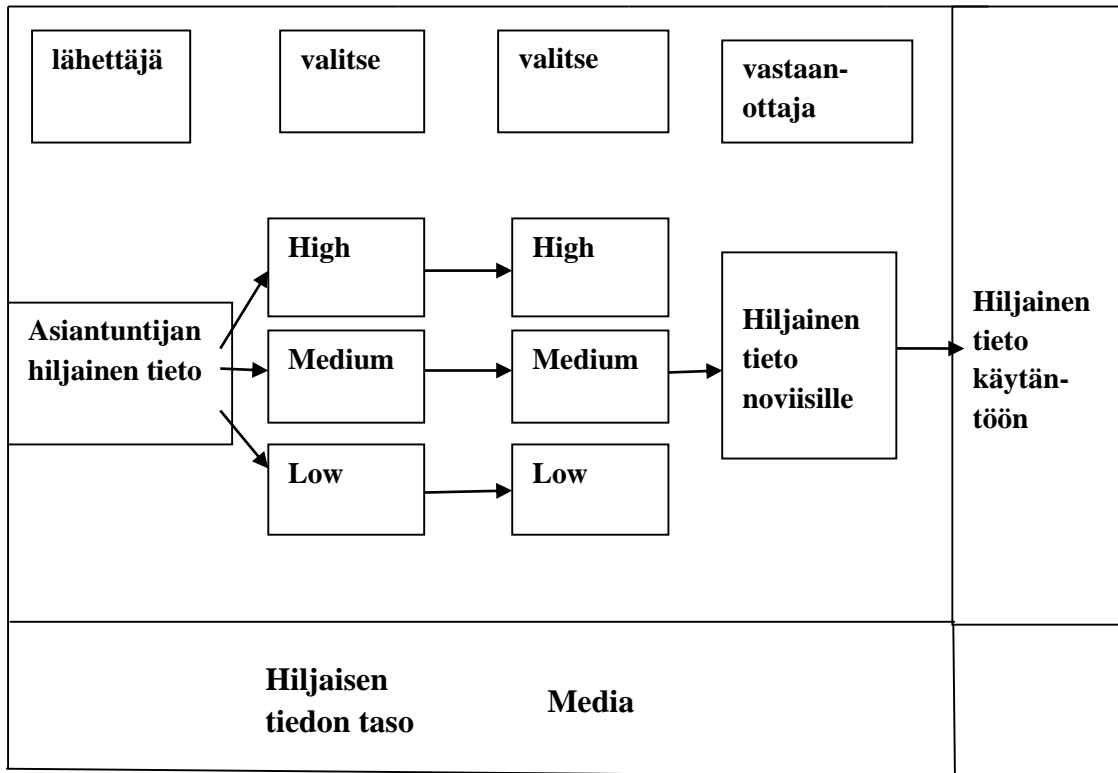 lähettäjä
valitse
valitse
vastaan-
ottaja
High
High
Asiantuntijan
hiljainen tieto
Medium
Medium
Hiljainen
tieto
noviisille
Hiljainen
tieto
käytän-
töön
Low
Low
Hiljaisen
tiedon taso
Media